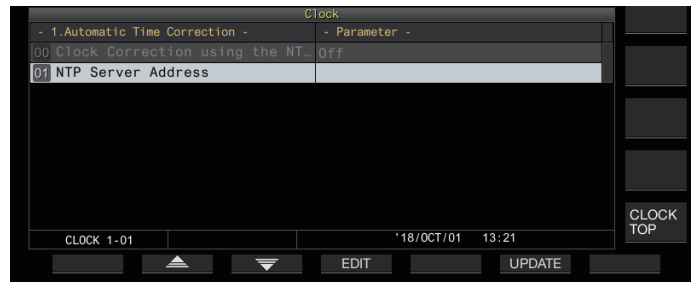 Clock
- 1.Automatic Time Correction - - Parameter -
00 Clock Correction using the NT… Off
01 NTP Server Address
CLOCK 1-01 '18/OCT/01 13:21
CLOCK
TOP
EDIT UPDATE